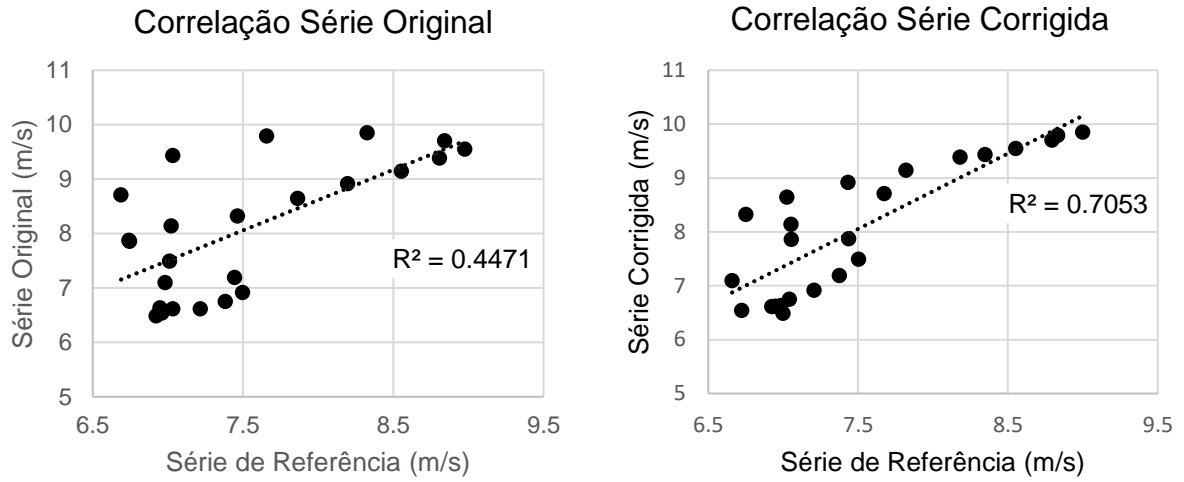 Correlação Série Original
11
10
9
8
7
6
5
6.5 7.5 8.5 9.5
Série Original (m/s)
R² = 0.4471
Série de Referência (m/s)
Correlação Série Corrigida
11
10
9
8
7
6
5
6.5 7.5 8.5 9.5
Série Corrigida (m/s)
R² = 0.7053
Série de Referência (m/s)